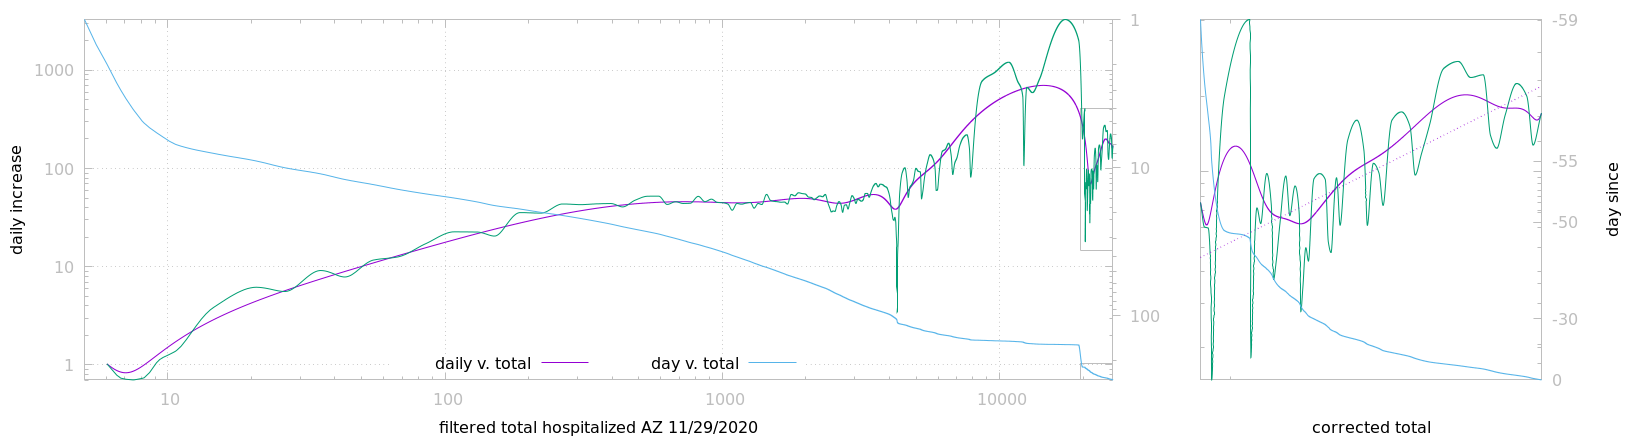 1
-59
1000
daily increase
100
10
-55
-50
day since
10
100
-30
1
daily v. total
day v. total
0
10
100
1000
10000
filtered total hospitalized AZ 11/29/2020
corrected total